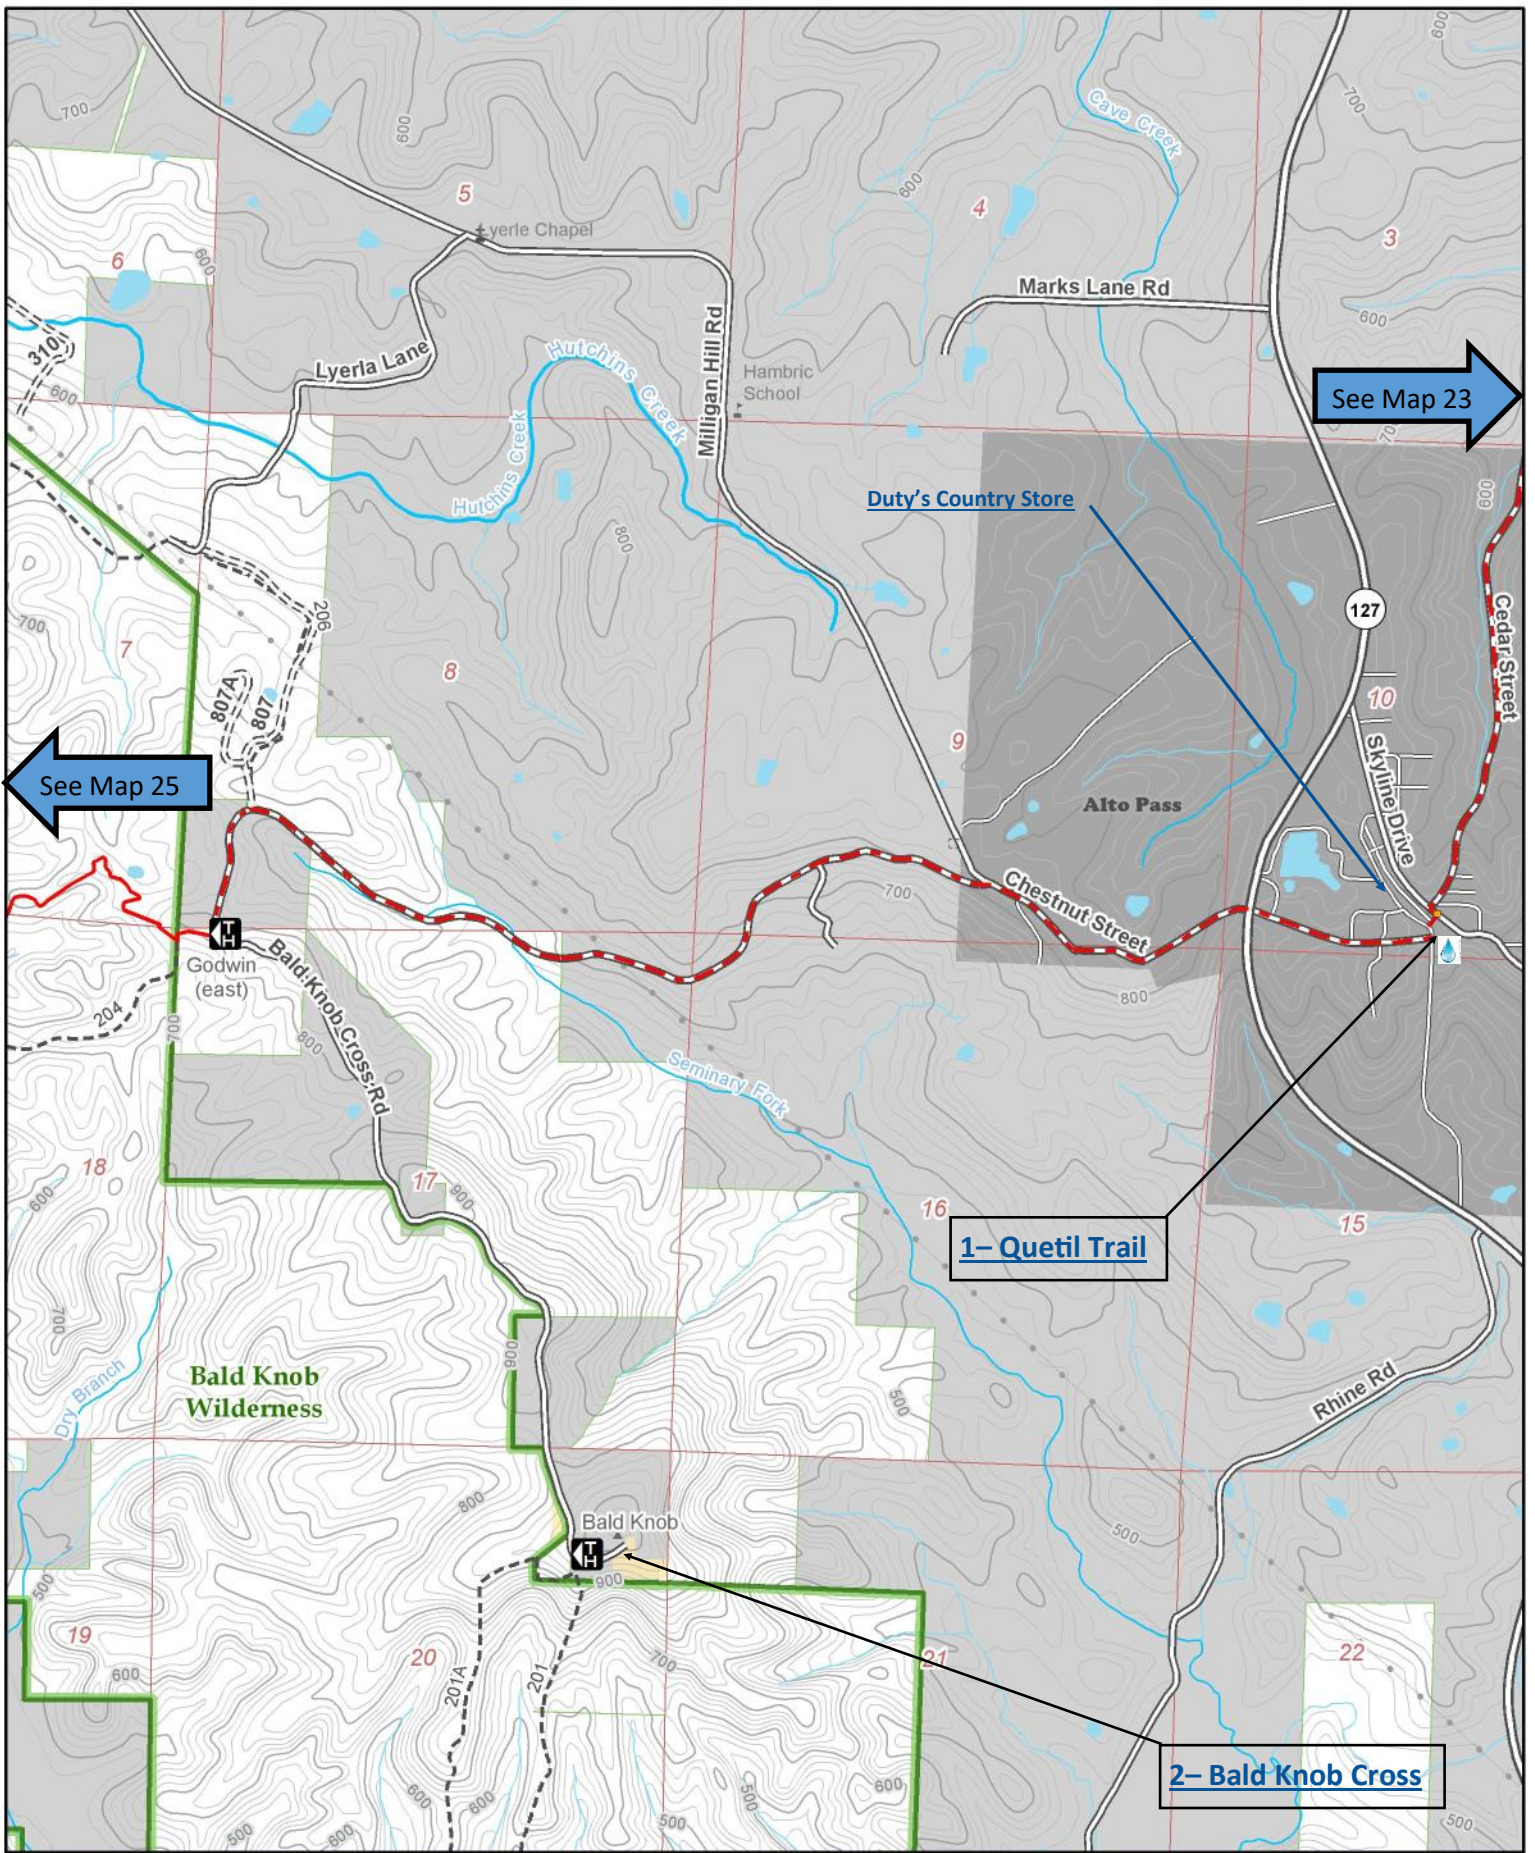 600
700
Cave Creek
700
600
5
600
4
Lyerle Chapel
3
6
600
Marks Lane Rd
600
310
Hutchins Creek
Milligan Hill Rd
Lyerla Lane
Hambric
School
See Map 23
600
70
Hutchins Creek
Duty's Country Store
600
800
127
206
Cedar Street
700
7
8
807A
807
10
9
Skyline Drive
See Map 25
Alto Pass
Chestnut Street
700
Godwin
(east)
TH
Bald Knob Cross Rd
204
700
800
800
Seminary Fork
18
17
900
16
15
600
1– Quetil Trail
700
900
Bald Knob
Wilderness
Dry Branch
500
Rhine Rd
800
Bald Knob
TH
500
900
500
19
20
21
22
600
201A
201
700
2– Bald Knob Cross
600
600
500
600
500
600
500
500